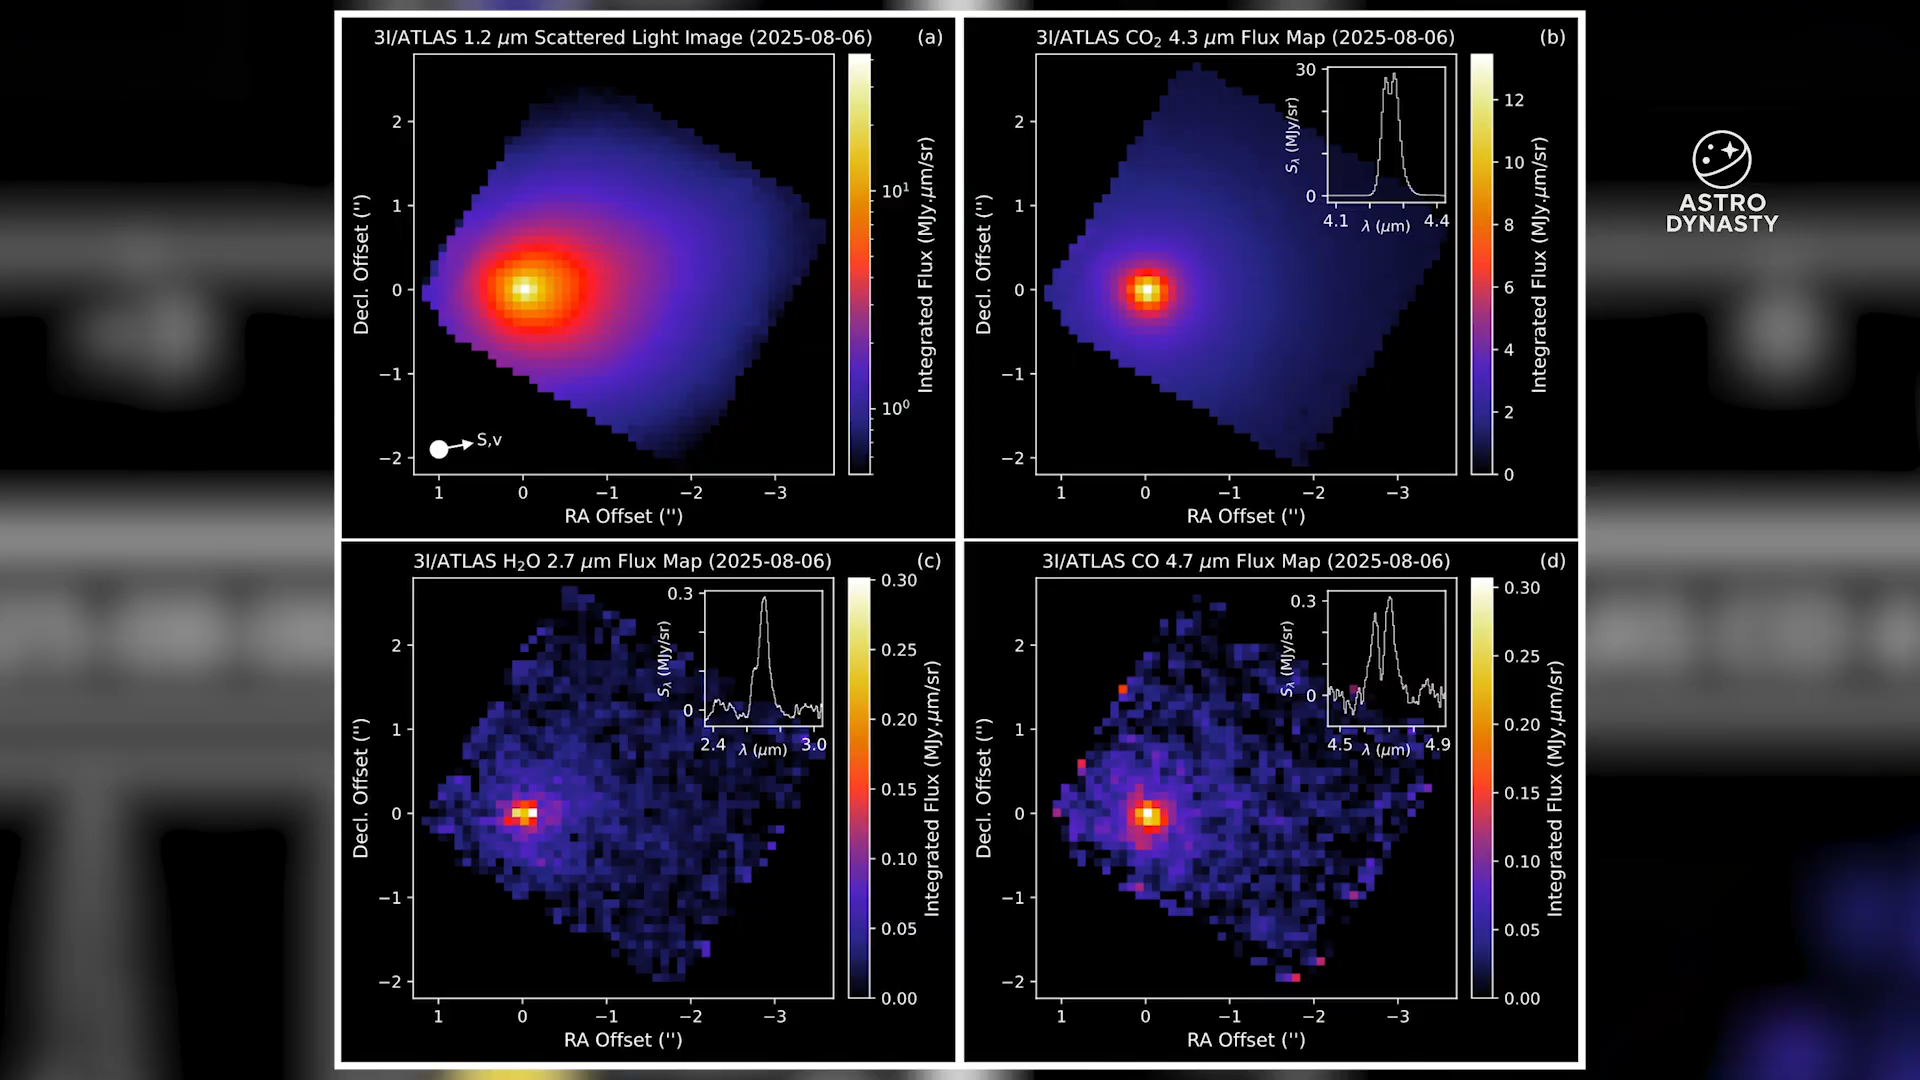 3I/ATLAS 1.2 μm Scattered Light Image (2025-08-06) (a)
2
1
0
−1
−2
Decl. Offset ('')
S,v
1 0 −1 −2 −3
RA Offset ('')
10¹
10⁰
Integrated Flux (MJy.μm/sr)
3I/ATLAS CO₂ 4.3 μm Flux Map (2025-08-06) (b)
2
1
0
−1
−2
Decl. Offset ('')
30
0
Sλ (MJy/sr)
4.1 λ (μm) 4.4
1 0 −1 −2 −3
RA Offset ('')
12
10
8
6
4
2
0
Integrated Flux (MJy.μm/sr)
ASTRO
DYNASTY
3I/ATLAS H₂O 2.7 μm Flux Map (2025-08-06) (c)
2
1
0
−1
−2
Decl. Offset ('')
0.3
0
Sλ (MJy/sr)
2.4 λ (μm) 3.0
1 0 −1 −2 −3
RA Offset ('')
0.30
0.25
0.20
0.15
0.10
0.05
0.00
Integrated Flux (MJy.μm/sr)
3I/ATLAS CO 4.7 μm Flux Map (2025-08-06) (d)
2
1
0
−1
−2
Decl. Offset ('')
0.3
0
Sλ (MJy/sr)
4.5 λ (μm) 4.9
1 0 −1 −2 −3
RA Offset ('')
0.30
0.25
0.20
0.15
0.10
0.05
0.00
Integrated Flux (MJy.μm/sr)